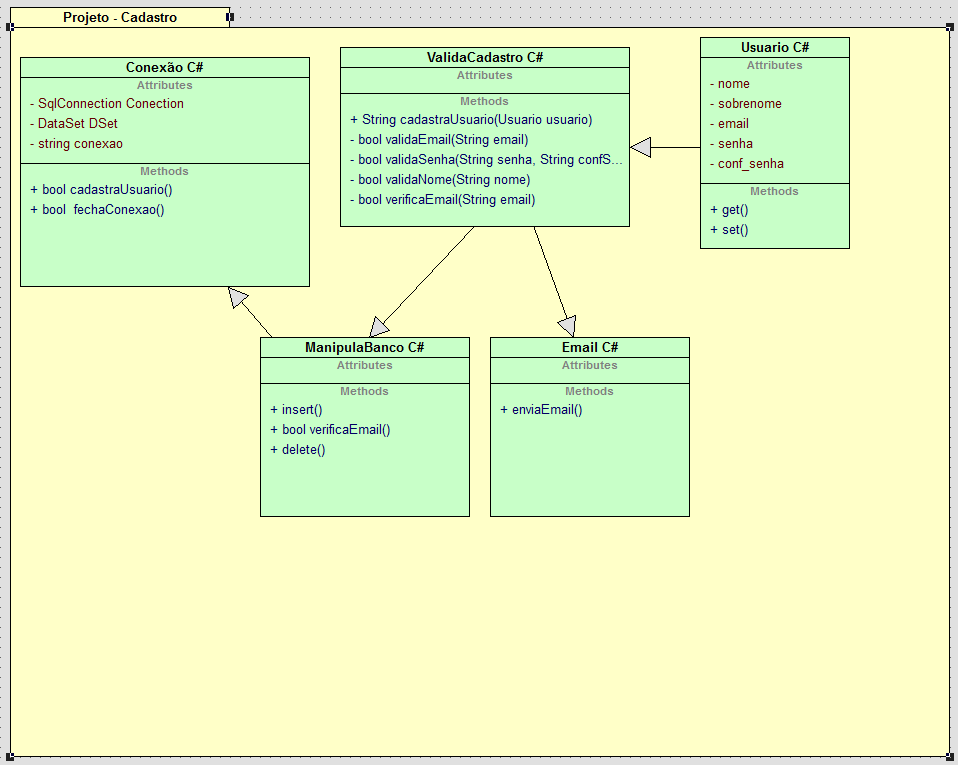 Projeto - Cadastro
Conexão C#
Attributes
- SqlConnection Conection
- DataSet DSet
- string conexao
Methods
+ bool cadastraUsuario()
+ bool  fechaConexao()
ValidaCadastro C#
Attributes
Methods
+ String cadastraUsuario(Usuario usuario)
- bool validaEmail(String email)
- bool validaSenha(String senha, String confS...
- bool validaNome(String nome)
- bool verificaEmail(String email)
Usuario C#
Attributes
- nome
- sobrenome
- email
- senha
- conf_senha
Methods
+ get()
+ set()
ManipulaBanco C#
Attributes
Methods
+ insert()
+ bool verificaEmail()
+ delete()
Email C#
Attributes
Methods
+ enviaEmail()